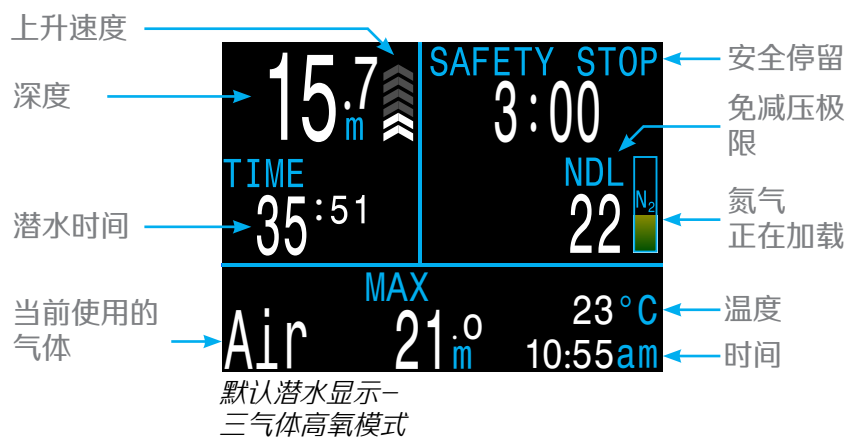 上升速度
深度
潜水时间
当前使用的
气体
15.7m
TIME
35:51
SAFETY STOP
3:00
NDL
22
N2
MAX
Air
21.0m
23°C
10:55am
安全停留
免减压极
限
氮气
正在加载
温度
时间
默认潜水显示–
三气体高氧模式